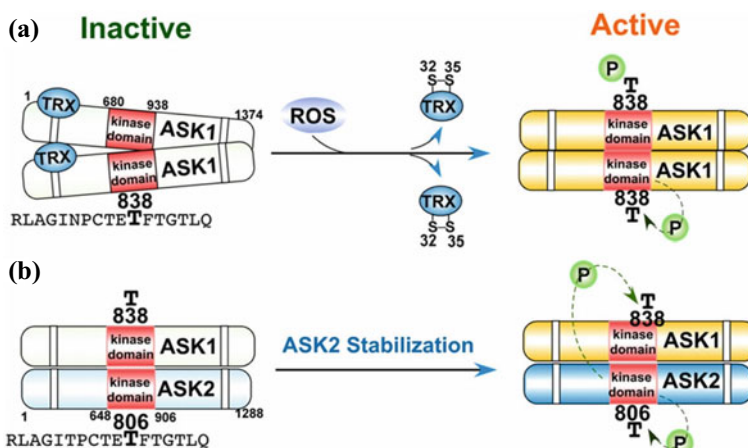 Inactive
Active
(a)
1
TRX
680
938
1374
kinase domain
ASK1
TRX
kinase domain
ASK1
838
RLAGINPCTETFTGTLQ
ROS
32 35
S-S
TRX
TRX
S-S
32 35
P
T
838
kinase domain
ASK1
kinase domain
ASK1
838
T
P
(b)
T
838
kinase domain
ASK1
kinase domain
ASK2
1
648
906
1288
806
RLAGITPCTETFTGTLQ
ASK2 Stabilization
P
T
838
kinase domain
ASK1
kinase domain
ASK2
806
T
P